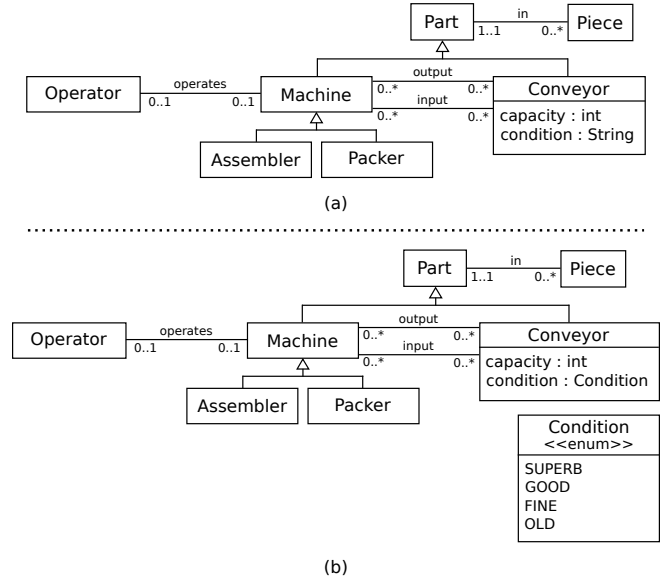 Part
in
1..1
0..*
Piece
Operator
operates
0..1
0..1
Machine
output
0..*
0..*
input
0..*
0..*
Conveyor
capacity : int
condition : String
Assembler
Packer
(a)
Part
in
1..1
0..*
Piece
Operator
operates
0..1
0..1
Machine
output
0..*
0..*
input
0..*
0..*
Conveyor
capacity : int
condition : Condition
Assembler
Packer
Condition
<<enum>>
SUPERB
GOOD
FINE
OLD
(b)